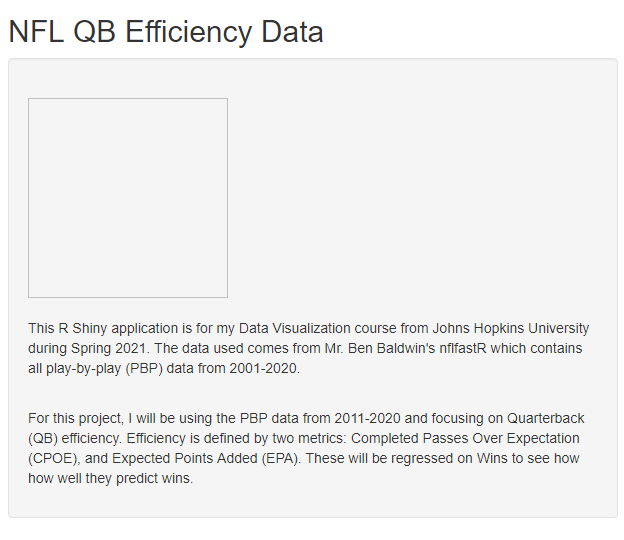 NFL QB Efficiency Data
This R Shiny application is for my Data Visualization course from Johns Hopkins University
during Spring 2021. The data used comes from Mr. Ben Baldwin's nflfastR which contains
all play-by-play (PBP) data from 2001-2020.
For this project, I will be using the PBP data from 2011-2020 and focusing on Quarterback
(QB) efficiency. Efficiency is defined by two metrics: Completed Passes Over Expectation
(CPOE), and Expected Points Added (EPA). These will be regressed on Wins to see how
how well they predict wins.